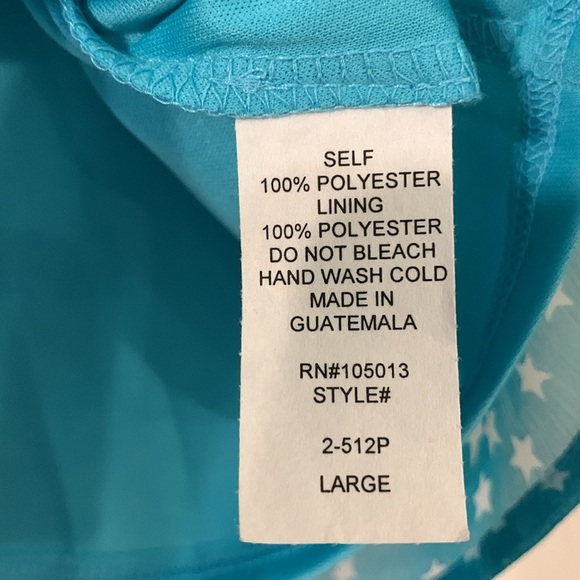 SELF
100% POLYESTER
LINING
100% POLYESTER
DO NOT BLEACH
HAND WASH COLD
MADE IN
GUATEMALA
RN#105013
STYLE#
2-512P
LARGE